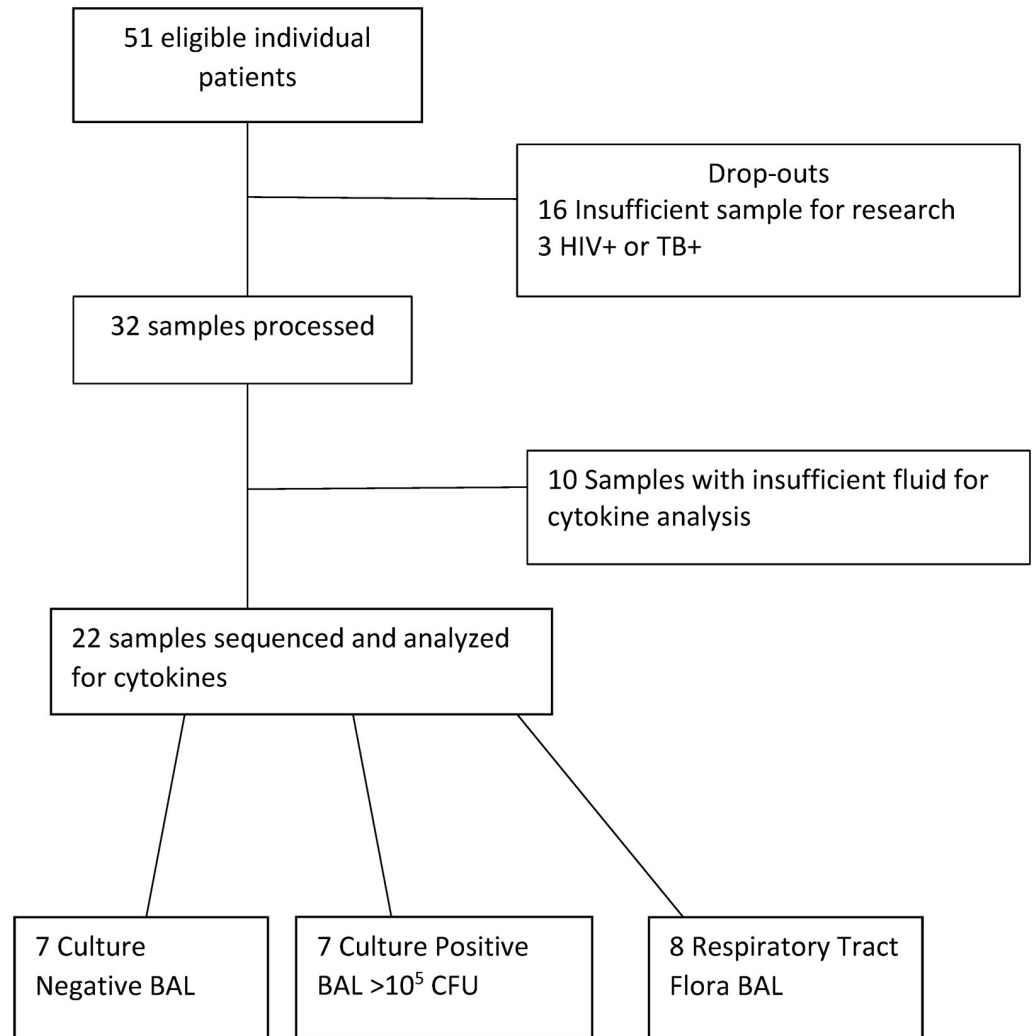 51 eligible individual
patients
Drop-outs
16 Insufficient sample for research
3 HIV+ or TB+
32 samples processed
10 Samples with insufficient fluid for
cytokine analysis
22 samples sequenced and analyzed
for cytokines
7 Culture
Negative BAL
7 Culture Positive
BAL >10⁵ CFU
8 Respiratory Tract
Flora BAL